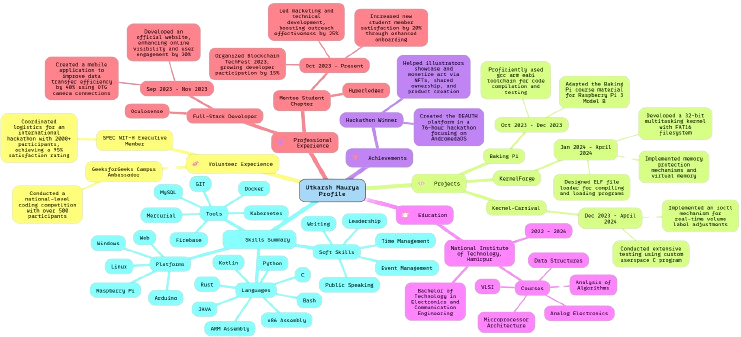 Utkarsh Maurya
Profile
Professional
Experience
Full-Stack Developer
Oculosense
Sep 2023 - Nov 2023
Created a mobile
application to
improve data
transfer efficiency
by 40% using OTG
camera connections
Developed an
official website,
enhancing online
visibility and user
engagement by 30%
Mentee Student
Chapter
Hyperledger
Oct 2023 - Present
Organized Blockchain
TechFest 2023,
growing developer
participation by 15%
Led marketing and
technical
development,
boosting outreach
effectiveness by 25%
Increased new
student member
satisfaction by 20%
through enhanced
onboarding
Achievements
Hackathon Winner
Helped illustrators
showcase and
monetize art via
NFTs, shared
ownership, and
product creation
Created the DEAUTH
platform in a
76-hour hackathon
focusing on
AndromedaOS
Projects
Baking Pi
Oct 2023 - Dec 2023
Proficiently used
gcc arm eabi
toolchain for code
compilation and
testing
Adapted the Baking
Pi course material
for Raspberry Pi 3
Model B
KernelForge
Jan 2024 - April
2024
Developed a 32-bit
multitasking kernel
with FAT16
filesystem
Implemented memory
protection
mechanisms and
virtual memory
Designed ELF file
loader for compiling
and loading programs
Kernel-Carnival
Dec 2023 - April
2024
Implemented an ioctl
mechanism for
real-time volume
label adjustments
Conducted extensive
testing using custom
userspace C program
Education
National Institute
of Technology,
Hamirpur
2022 - 2024
Bachelor of
Technology in
Electronics and
Communication
Engineering
Courses
Data Structures
Analysis of
Algorithms
Analog Electronics
Microprocessor
Architecture
VLSI
Volunteer Experience
SPEC NIT-H Executive
Member
Coordinated
logistics for an
international
hackathon with 2000+
participants,
achieving a 95%
satisfaction rating
GeeksforGeeks Campus
Ambassador
Conducted a
national-level
coding competition
with over 500
participants
Skills Summary
Tools
GIT
Docker
Kubernetes
MySQL
Mercurial
Firebase
Platforms
Web
Windows
Linux
Raspberry Pi
Arduino
Languages
Kotlin
Python
C
Bash
x86 Assembly
ARM Assembly
JAVA
Rust
Soft Skills
Writing
Leadership
Time Management
Event Management
Public Speaking